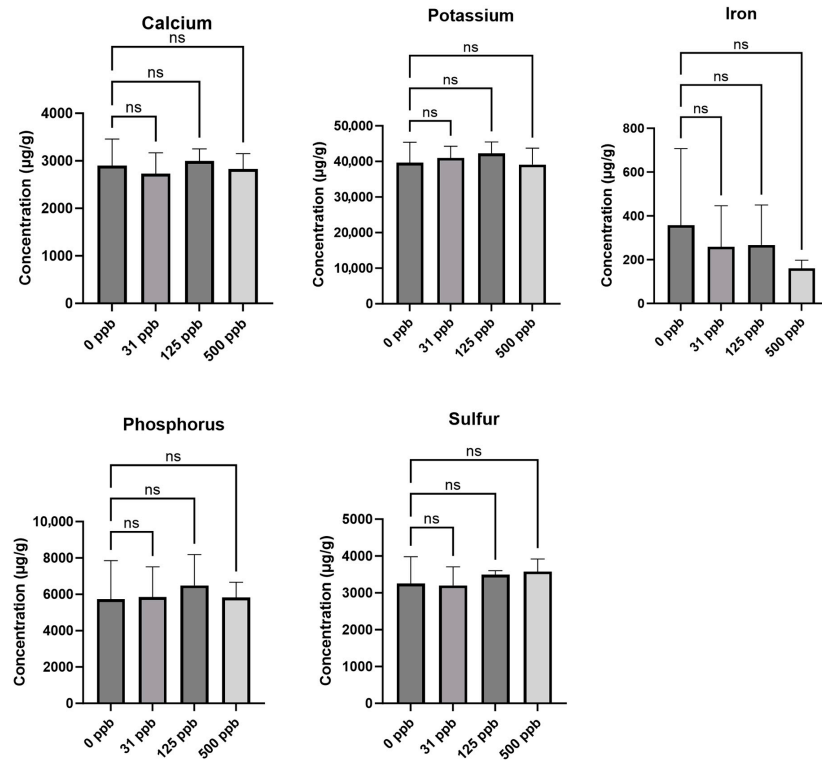 Calcium
ns
ns
ns
Concentration (µg/g)
4000
3000
2000
1000
0
0 ppb
31 ppb
125 ppb
500 ppb
Potassium
ns
ns
ns
Concentration (µg/g)
50,000
40,000
30,000
20,000
10,000
0
0 ppb
31 ppb
125 ppb
500 ppb
Iron
ns
ns
ns
Concentration (µg/g)
800
600
400
200
0
0 ppb
31 ppb
125 ppb
500 ppb
Phosphorus
ns
ns
ns
Concentration (µg/g)
10,000
8000
6000
4000
2000
0
0 ppb
31 ppb
125 ppb
500 ppb
Sulfur
ns
ns
ns
Concentration (µg/g)
5000
4000
3000
2000
1000
0
0 ppb
31 ppb
125 ppb
500 ppb